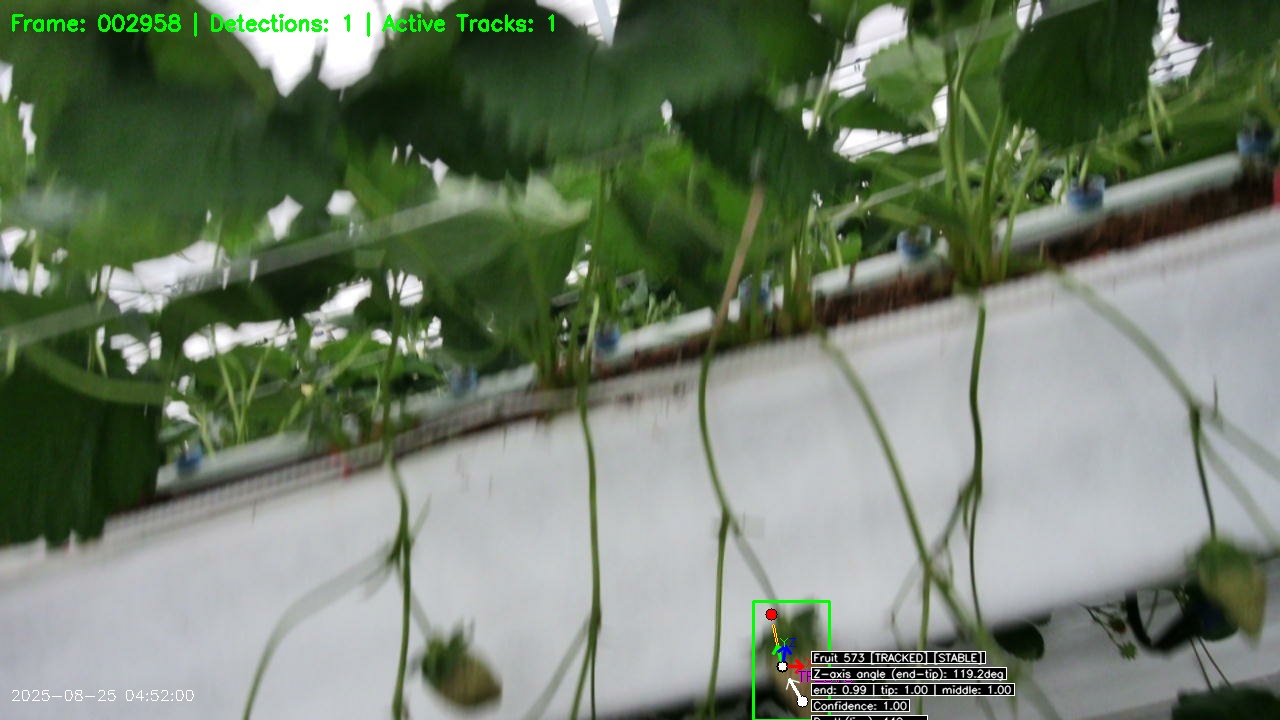 Frame: 002958 | Detections: 1 | Active Tracks: 1
Fruit 573 [TRACKED] [STABLE]
Z-axis angle (end-tip): 119.2deg
end: 0.99 | tip: 1.00 | middle: 1.00
Confidence: 1.00
2025-08-25 04:52:00